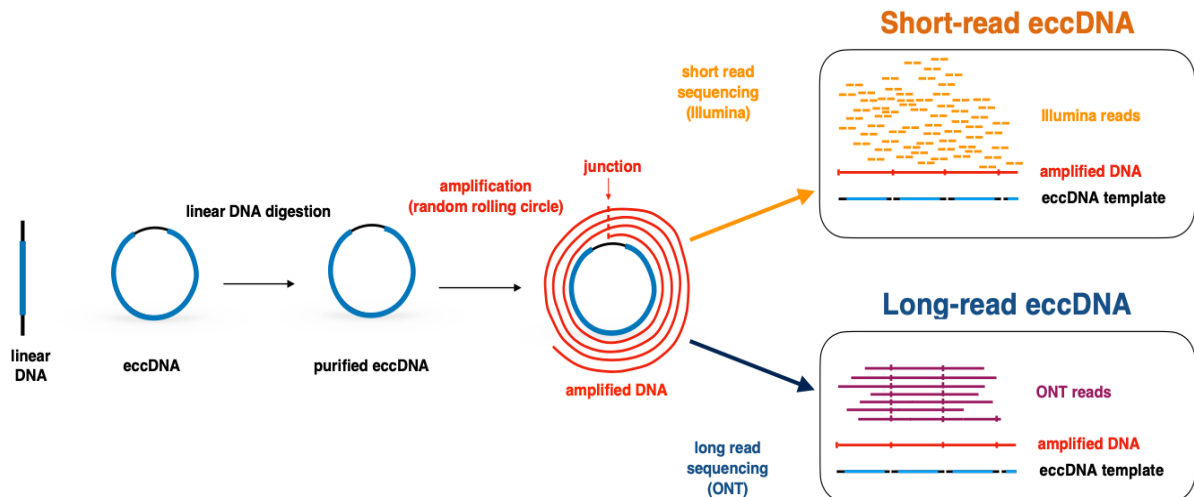 Short-read eccDNA
short read
sequencing
(Illumina)
Illumina reads
amplified DNA
eccDNA template
junction
amplification
(random rolling circle)
linear DNA digestion
linear
DNA
eccDNA
purified eccDNA
amplified DNA
Long-read eccDNA
ONT reads
long read
sequencing
(ONT)
amplified DNA
eccDNA template